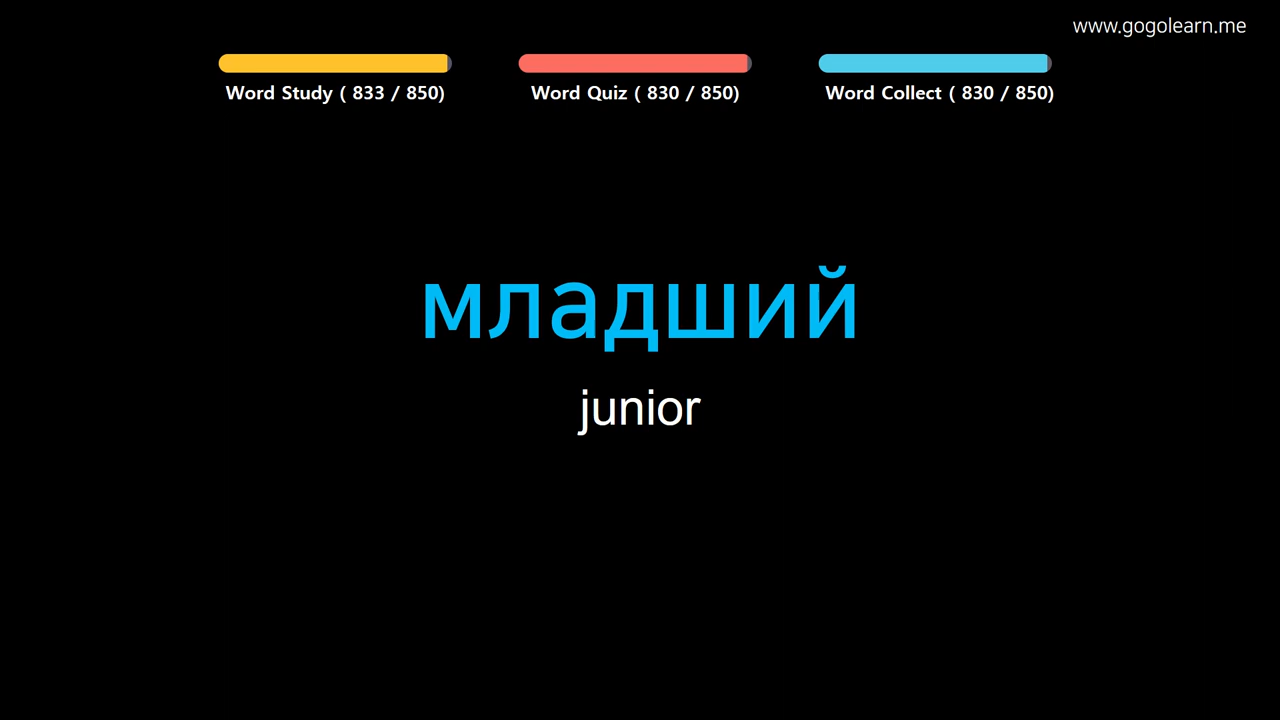 www.gogolearn.me
Word Study ( 833 / 850)
Word Quiz ( 830 / 850)
Word Collect ( 830 / 850)
младший
junior